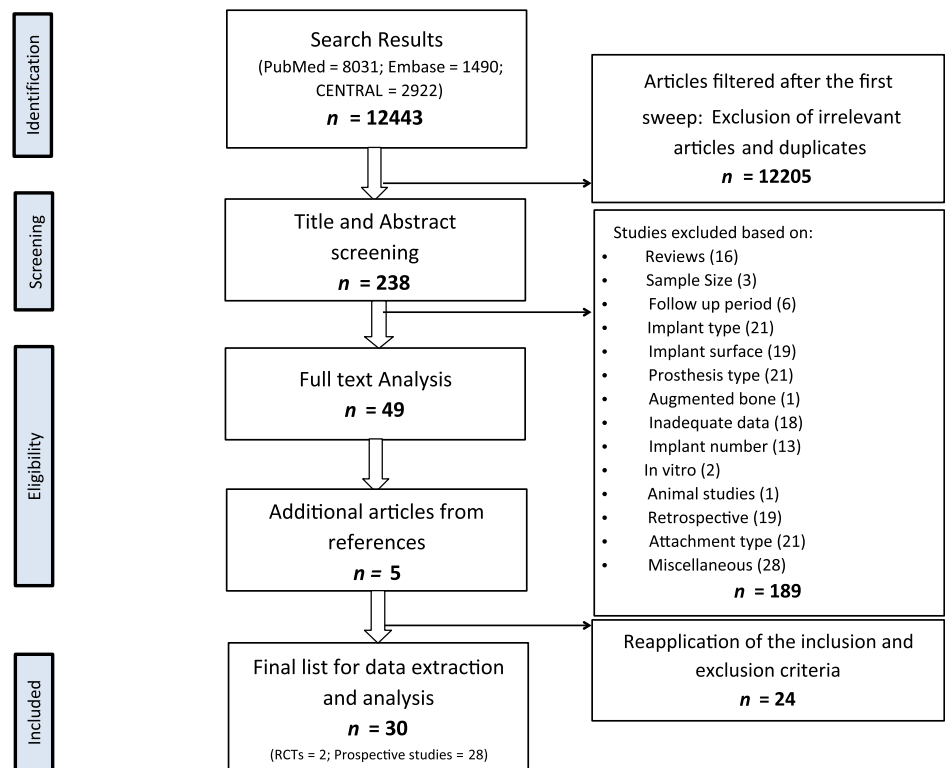 Identification
Search Results
(PubMed = 8031; Embase = 1490;
CENTRAL = 2922)
n = 12443
Articles filtered after the first
sweep: Exclusion of irrelevant
articles and duplicates
n = 12205
Screening
Title and Abstract
screening
n = 238
Studies excluded based on:
• Reviews (16)
• Sample Size (3)
• Follow up period (6)
• Implant type (21)
• Implant surface (19)
• Prosthesis type (21)
• Augmented bone (1)
• Inadequate data (18)
• Implant number (13)
• In vitro (2)
• Animal studies (1)
• Retrospective (19)
• Attachment type (21)
• Miscellaneous (28)
n = 189
Eligibility
Full text Analysis
n = 49
Additional articles from
references
n = 5
Reapplication of the inclusion and
exclusion criteria
n = 24
Included
Final list for data extraction
and analysis
n = 30
(RCTs = 2; Prospective studies = 28)